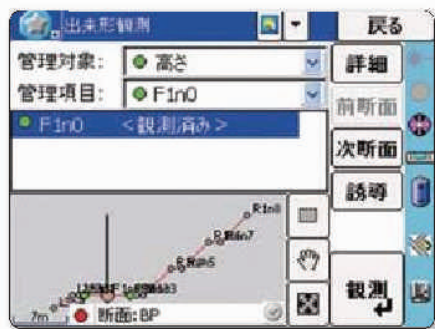 出来形観測
戻る
管理対象:
高さ
詳細
管理項目:
F1n0
前断面
F1n0 <観測済み>
次断面
誘導
R1n8
観測
7m
断面:BP